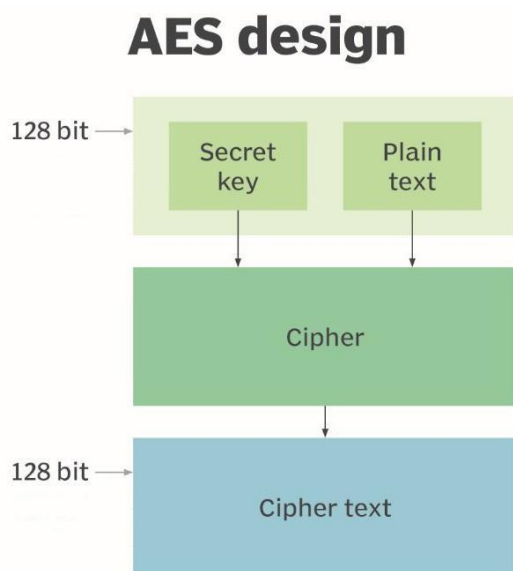 AES design
128 bit
Secret
key
Plain
text
Cipher
128 bit
Cipher text